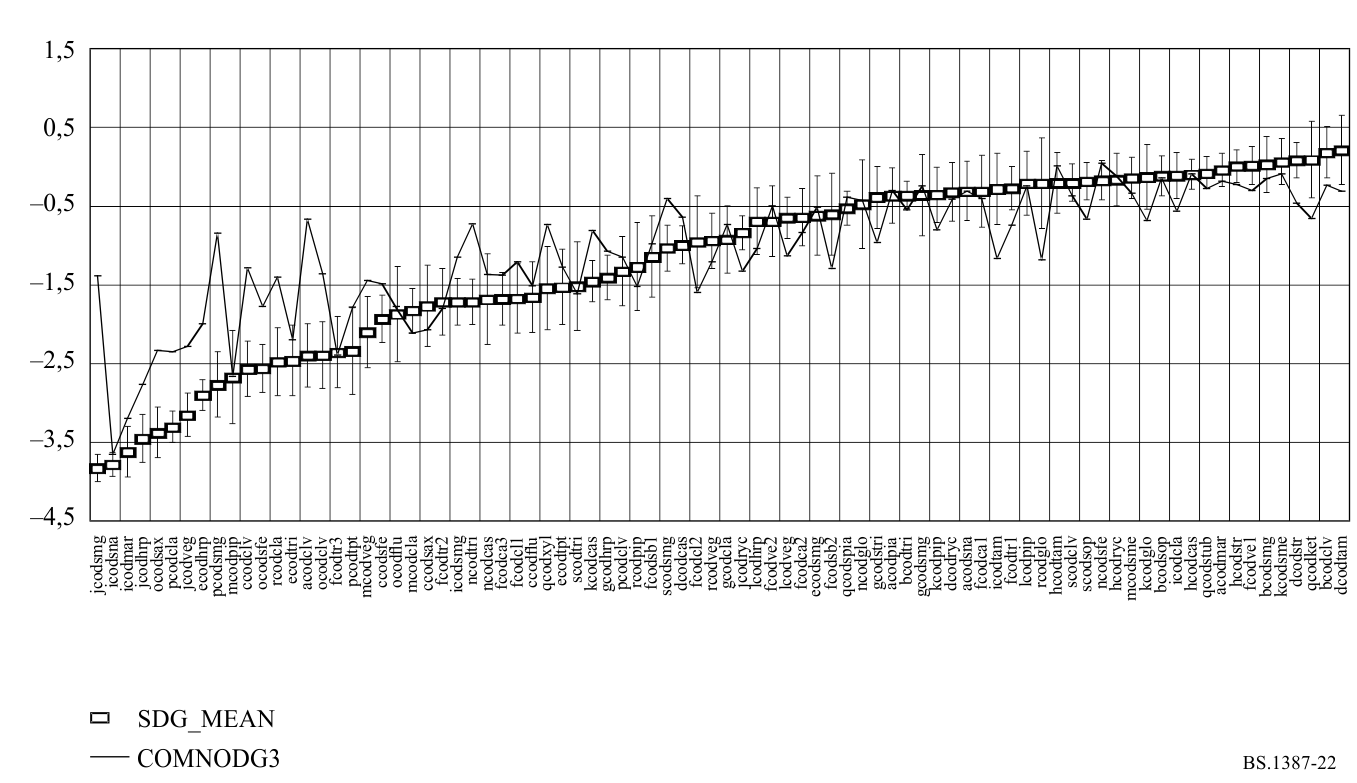 1,5
0,5
–0,5
–1,5
–2,5
–3,5
–4,5
jcodsmg
icodsna
icodmar
jcodhrp
ocodsax
pcodcla
jcodveg
ecodhrp
pcodsmg
mcodpip
ccodclv
ocodsfe
rcodcla
ecodtri
acodclv
ocodclv
fcodtr3
pcodtpt
mcodveg
ccodsfe
ocodflu
mcodcla
ccodsax
fcodtr2
icodsmg
ncodtri
ncodcas
fcodca3
fcodcl1
ccodflu
qcodxyl
ecodtpt
scodtri
kcodcas
gcodhrp
pcodclv
rcodpip
fcodsb1
scodsmg
dcodcas
fcodcl2
rcodveg
gcodcla
jcodryc
lcodhrp
fcodve2
kcodveg
fcodca2
ecodsmg
fcodsb2
qcodspia
ncodglo
gcodstri
acodpia
bcodtri
gcodsmg
kcodpip
dcodryc
acodsna
fcodca1
icodtam
fcodtr1
lcodpip
rcodglo
hcodtam
scodclv
scodsop
ncodsfe
hcodryc
mcodsme
kcodglo
bcodsop
icodcla
hcodcas
qcodstub
acodmar
hcodstr
fcodve1
bcodsmg
kcodsme
dcodstr
qcodket
bcodclv
dcodtam
SDG_MEAN
COMNODG3
BS.1387-22